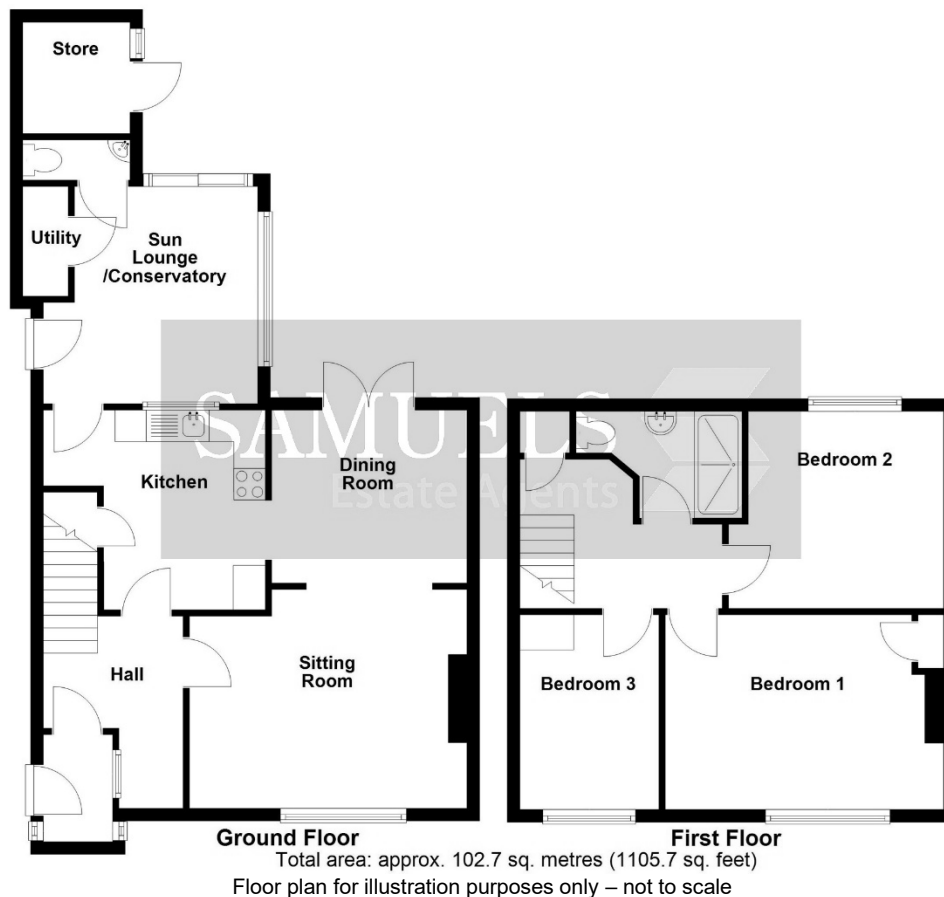 Store
Utility
Sun
Lounge
/Conservatory
SAMUELS
Estate Agents
Kitchen
Dining
Room
Hall
Sitting
Room
Bedroom 2
Bedroom 3
Bedroom 1
Ground Floor
First Floor
Total area: approx. 102.7 sq. metres (1105.7 sq. feet)
Floor plan for illustration purposes only – not to scale